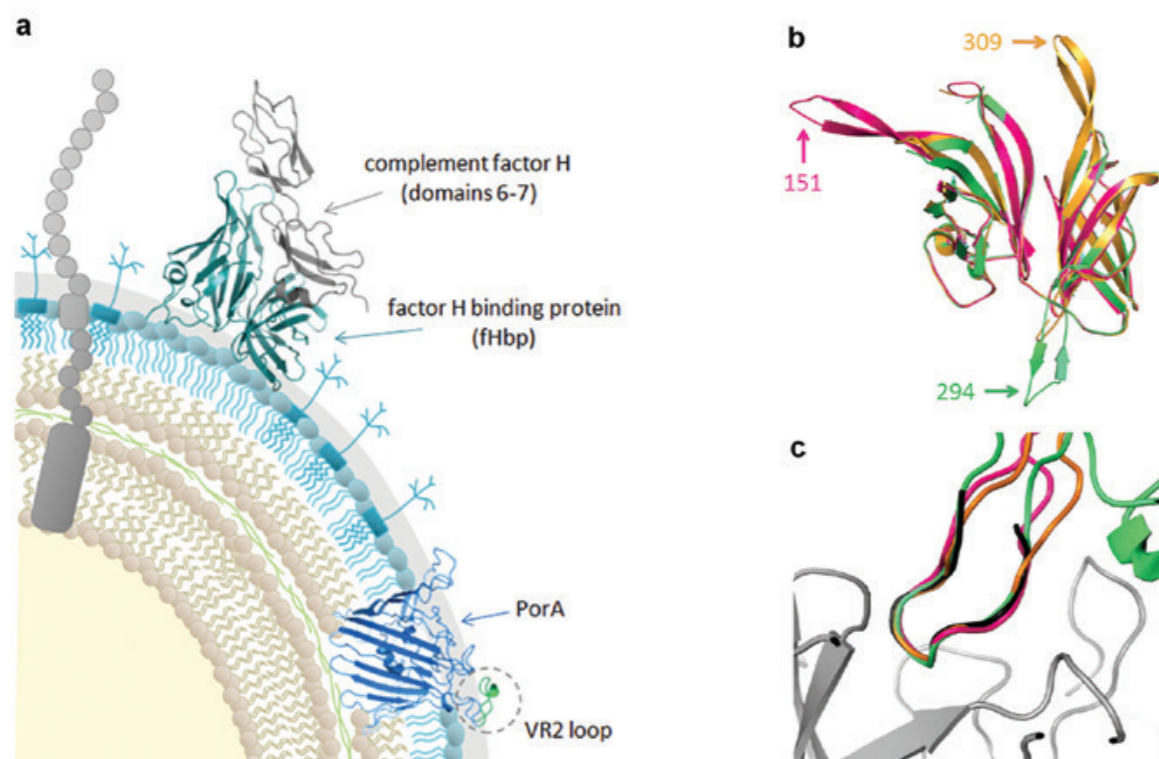 a
complement factor H
(domains 6-7)
factor H binding protein
(fHbp)
PorA
VR2 loop
b
309
151
294
c